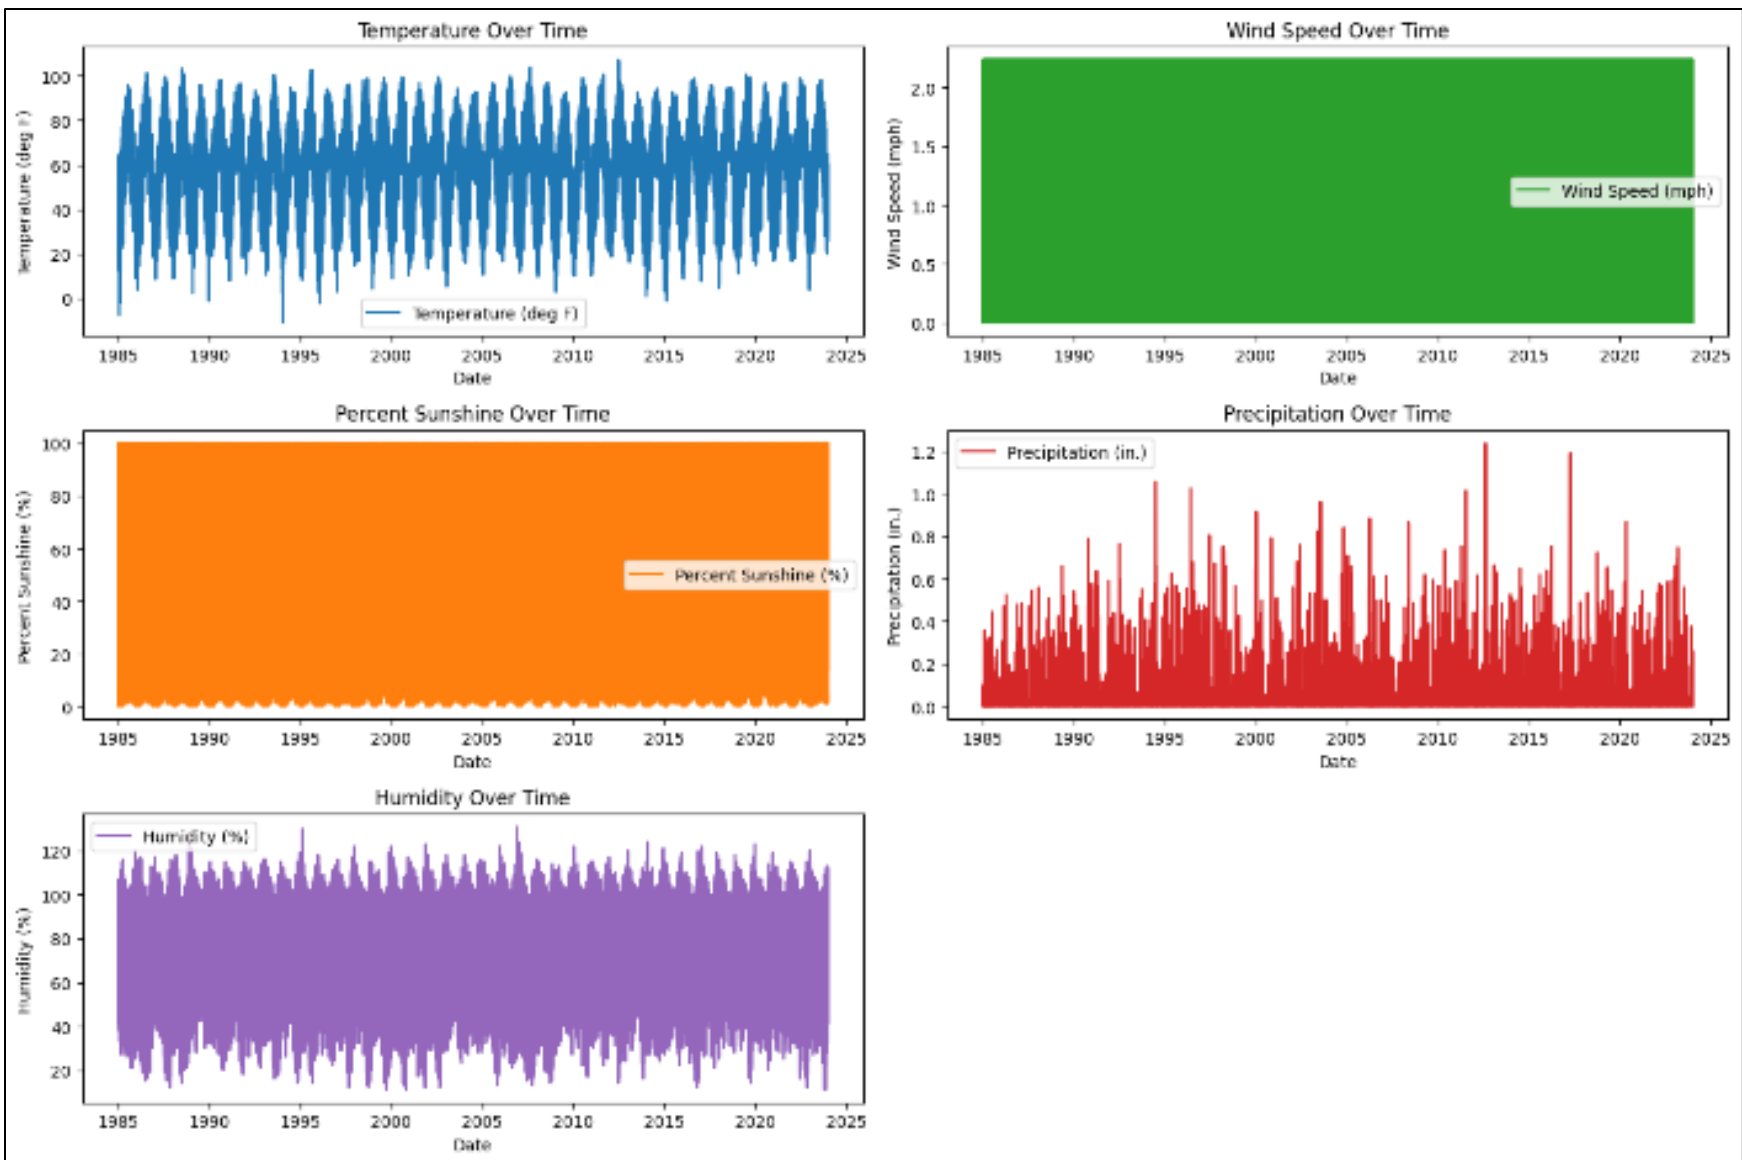 Temperature Over Time
Temperature (deg F)
100
80
60
40
20
0
Temperature (deg F)
1985 1990 1995 2000 2005 2010 2015 2020 2025
Date
Wind Speed Over Time
Wind Speed (mph)
2.0
1.5
1.0
0.5
0.0
Wind Speed (mph)
1985 1990 1995 2000 2005 2010 2015 2020 2025
Date
Percent Sunshine Over Time
Percent Sunshine (%)
100
80
60
40
20
0
Percent Sunshine (%)
1985 1990 1995 2000 2005 2010 2015 2020 2025
Date
Precipitation Over Time
Precipitation (in.)
1.2
1.0
0.8
0.6
0.4
0.2
0.0
Precipitation (in.)
1985 1990 1995 2000 2005 2010 2015 2020 2025
Date
Humidity Over Time
Humidity (%)
120
100
80
60
40
20
Humidity (%)
1985 1990 1995 2000 2005 2010 2015 2020 2025
Date